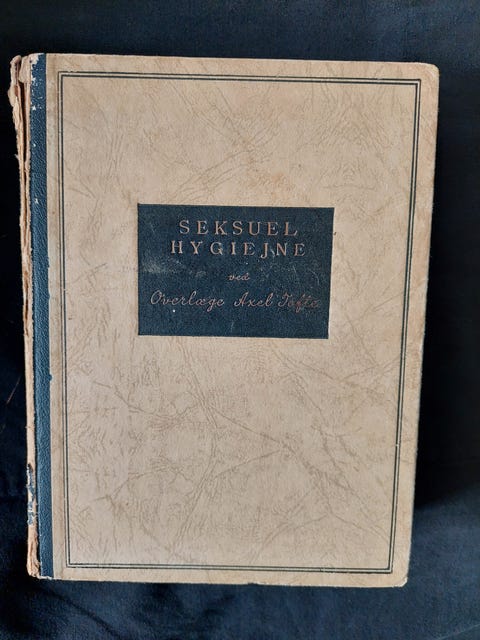 SEKSUEL
HYGIEJNE
ved
Overlæge Axel Tofte